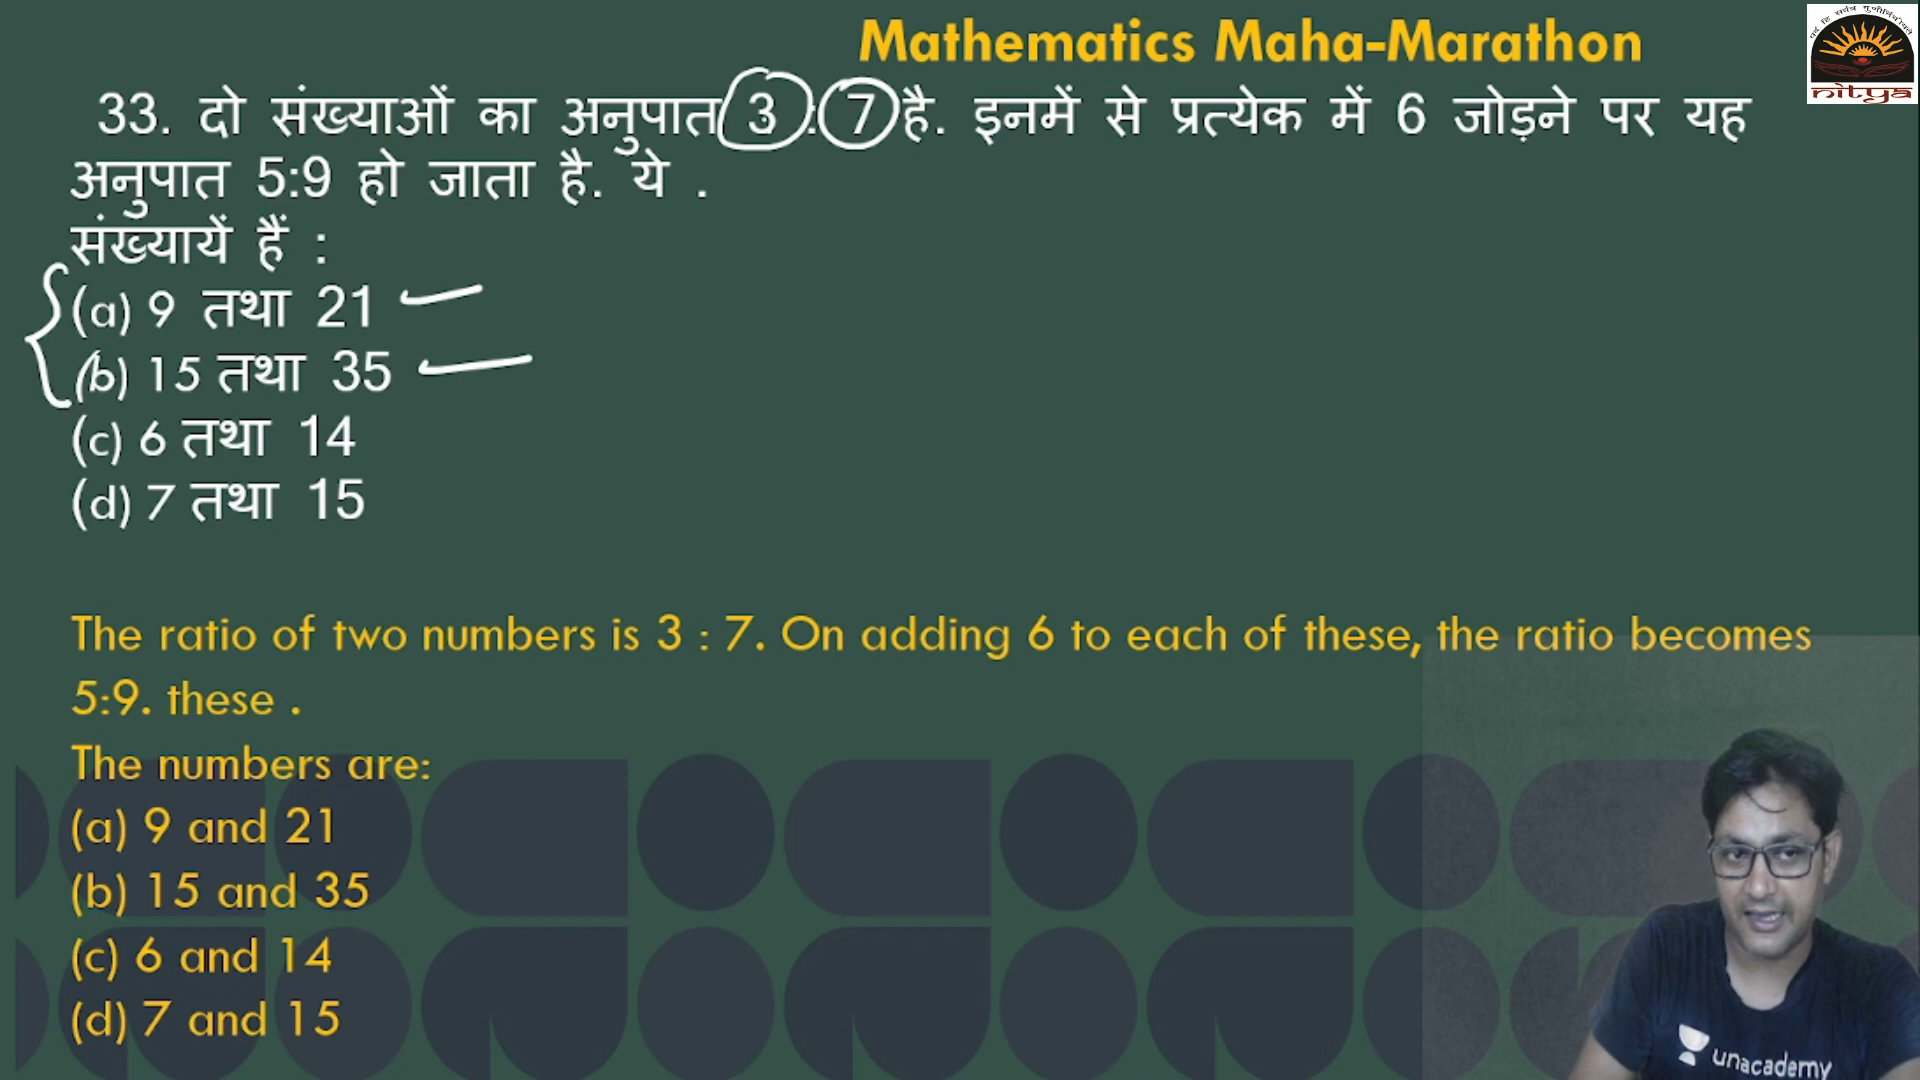 Mathematics Maha-Marathon
nitya
33. दो संख्याओं का अनुपात 3 : 7 है. इनमें से प्रत्येक में 6 जोड़ने पर यह
अनुपात 5:9 हो जाता है. ये .
संख्यायें हैं :
(a) 9 तथा 21
(b) 15 तथा 35
(c) 6 तथा 14
(d) 7 तथा 15
The ratio of two numbers is 3 : 7. On adding 6 to each of these, the ratio becomes
5:9. these .
The numbers are:
(a) 9 and 21
(b) 15 and 35
(c) 6 and 14
(d) 7 and 15
unacademy